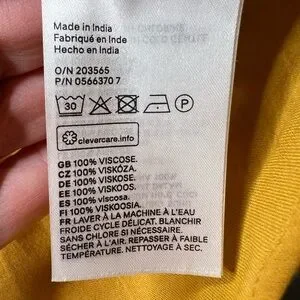 Made in India
Fabriqué en Inde
Hecho en India
O/N 203565
P/N 0566370 7
30
P
clevercare.info
GB 100% VISCOSE.
CZ 100% VISKÓZA.
DE 100% VISKOSE.
EE 100% VISKOOS.
ES 100% viscosa.
FI 100% VISKOOSIA.
FR LAVER À LA MACHINE À L'EAU
FROIDE CYCLE DÉLICAT. BLANCHIR
SANS CHLORE SI NÉCESSAIRE.
SÉCHER À L'AIR. REPASSER À FAIBLE
TEMPÉRATURE. NETTOYAGE À SEC.